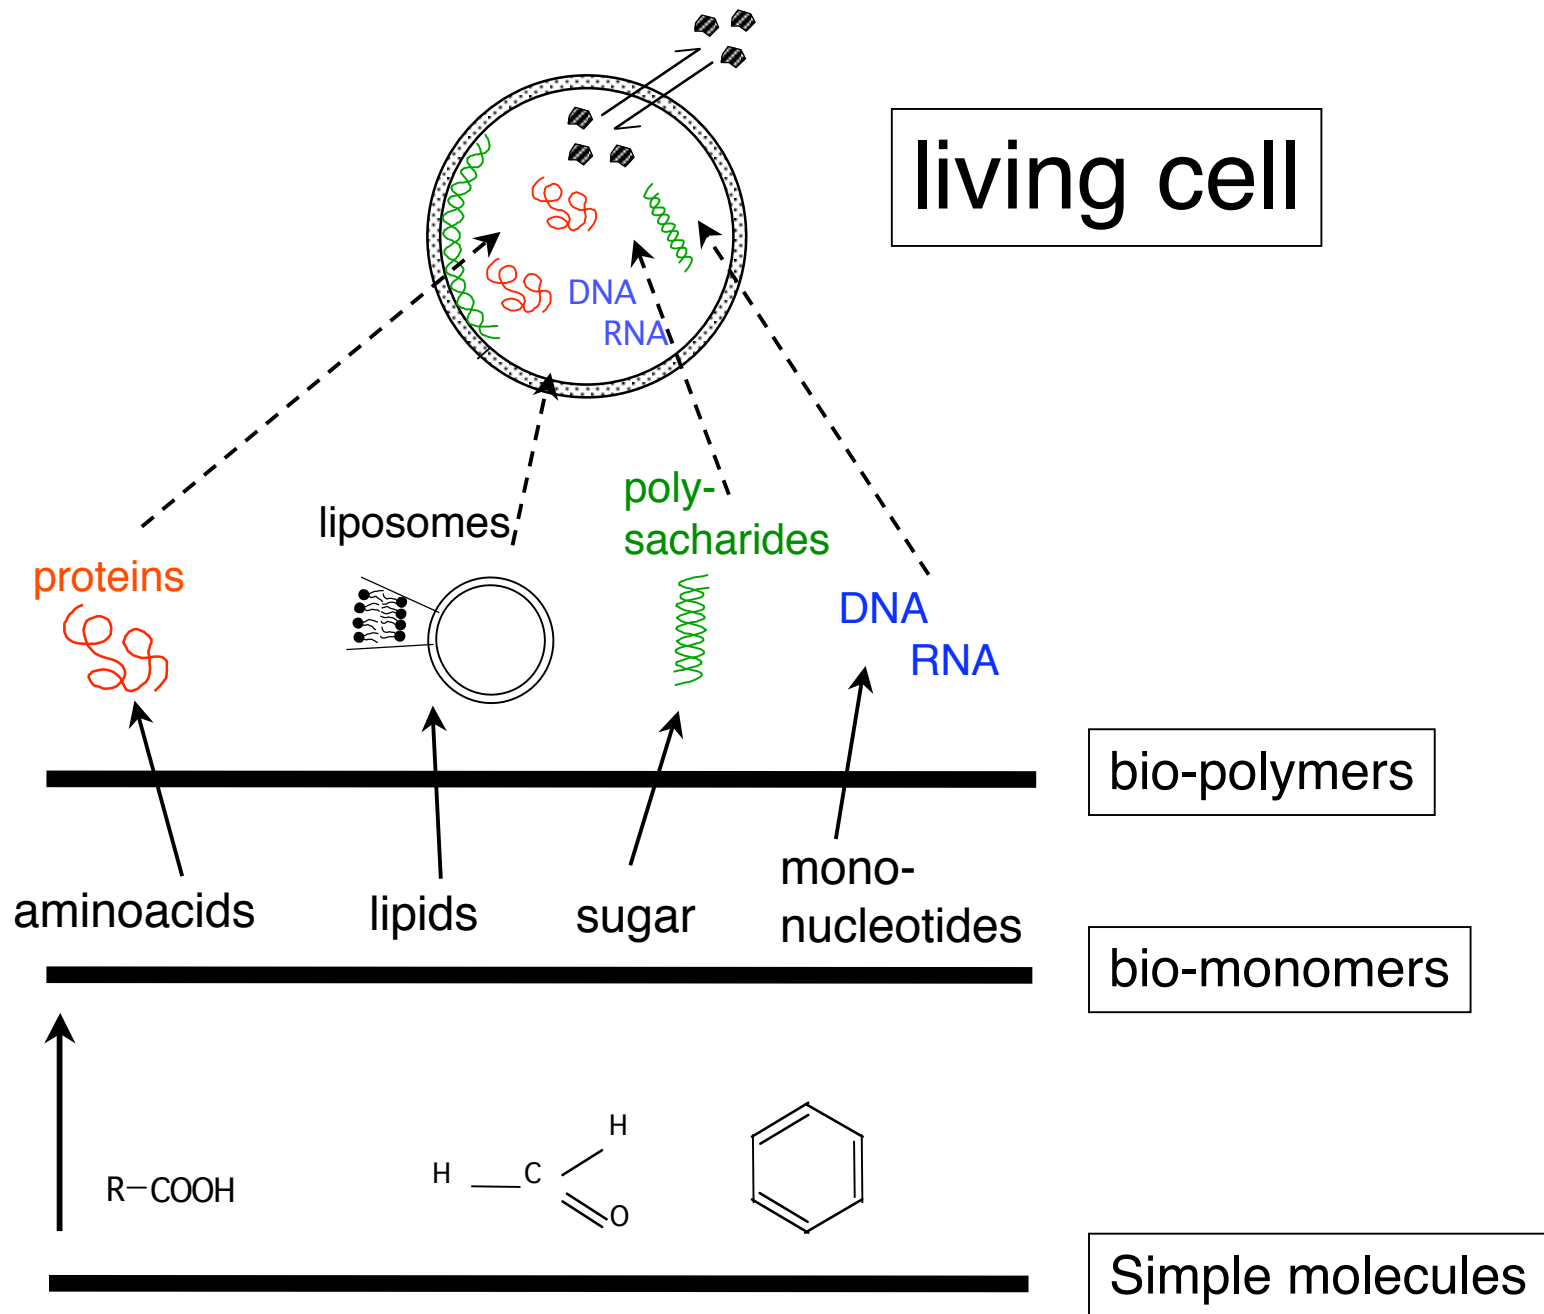 living cell
DNA
RNA
poly-
sacharides
liposomes
proteins
DNA
RNA
bio-polymers
aminoacids
lipids
sugar
mono-
nucleotides
bio-monomers
R–COOH
H
H
C
O
Simple molecules